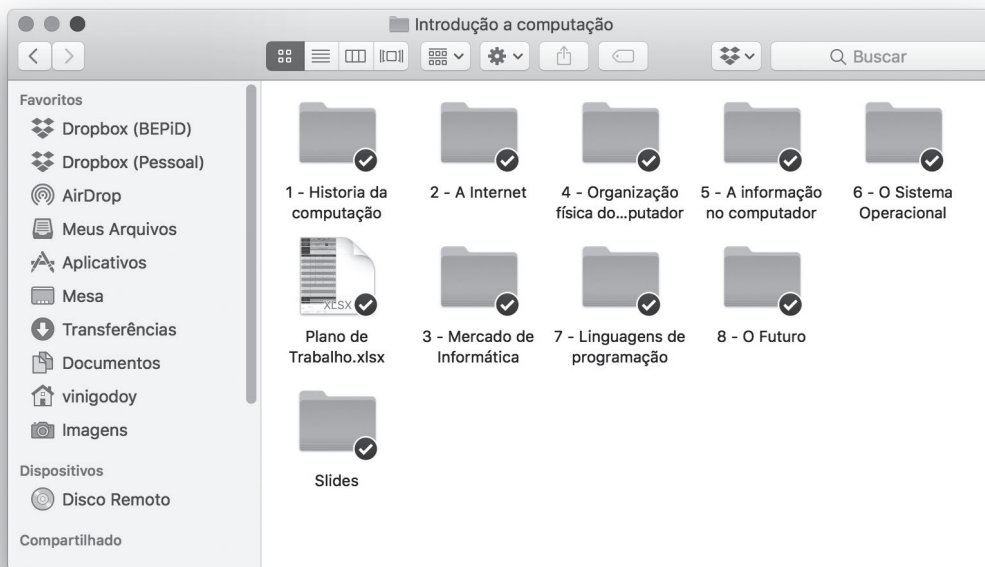 Introdução a computação
Buscar
Favoritos
Dropbox (BEPiD)
Dropbox (Pessoal)
AirDrop
Meus Arquivos
Aplicativos
Mesa
Transferências
Documentos
vinigodoy
Imagens
Dispositivos
Disco Remoto
Compartilhado
1 - Historia da
computação
2 - A Internet
4 - Organização
física do...putador
5 - A informação
no computador
6 - O Sistema
Operacional
XLSX
Plano de
Trabalho.xlsx
3 - Mercado de
Informática
7 - Linguagens de
programação
8 - O Futuro
Slides